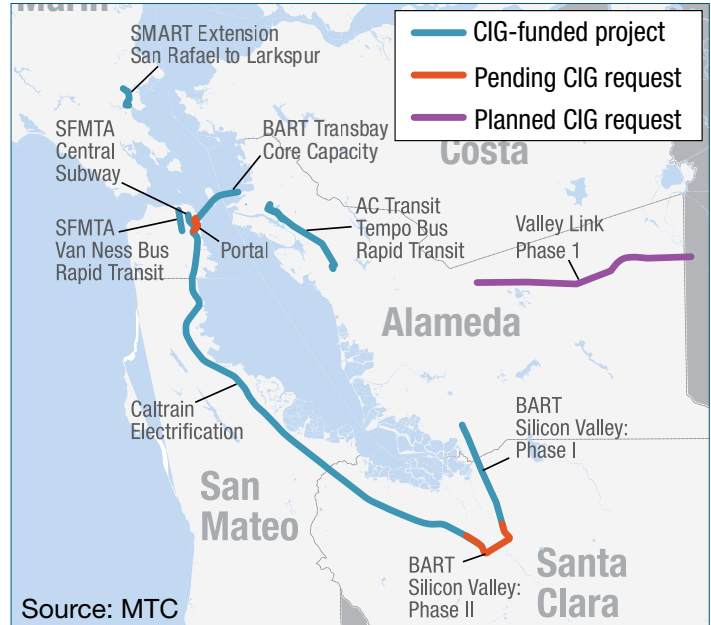 Marin
SMART Extension
San Rafael to Larkspur
CIG-funded project
Pending CIG request
Planned CIG request
SFMTA
Central
Subway
BART Transbay
Core Capacity
Costa
AC Transit
Tempo Bus
Rapid Transit
Valley Link
Phase 1
SFMTA
Van Ness Bus
Rapid Transit
Portal
Alameda
Caltrain
Electrification
BART
Silicon Valley:
Phase I
San
Mateo
BART
Silicon Valley:
Phase II
Santa
Clara
Source: MTC